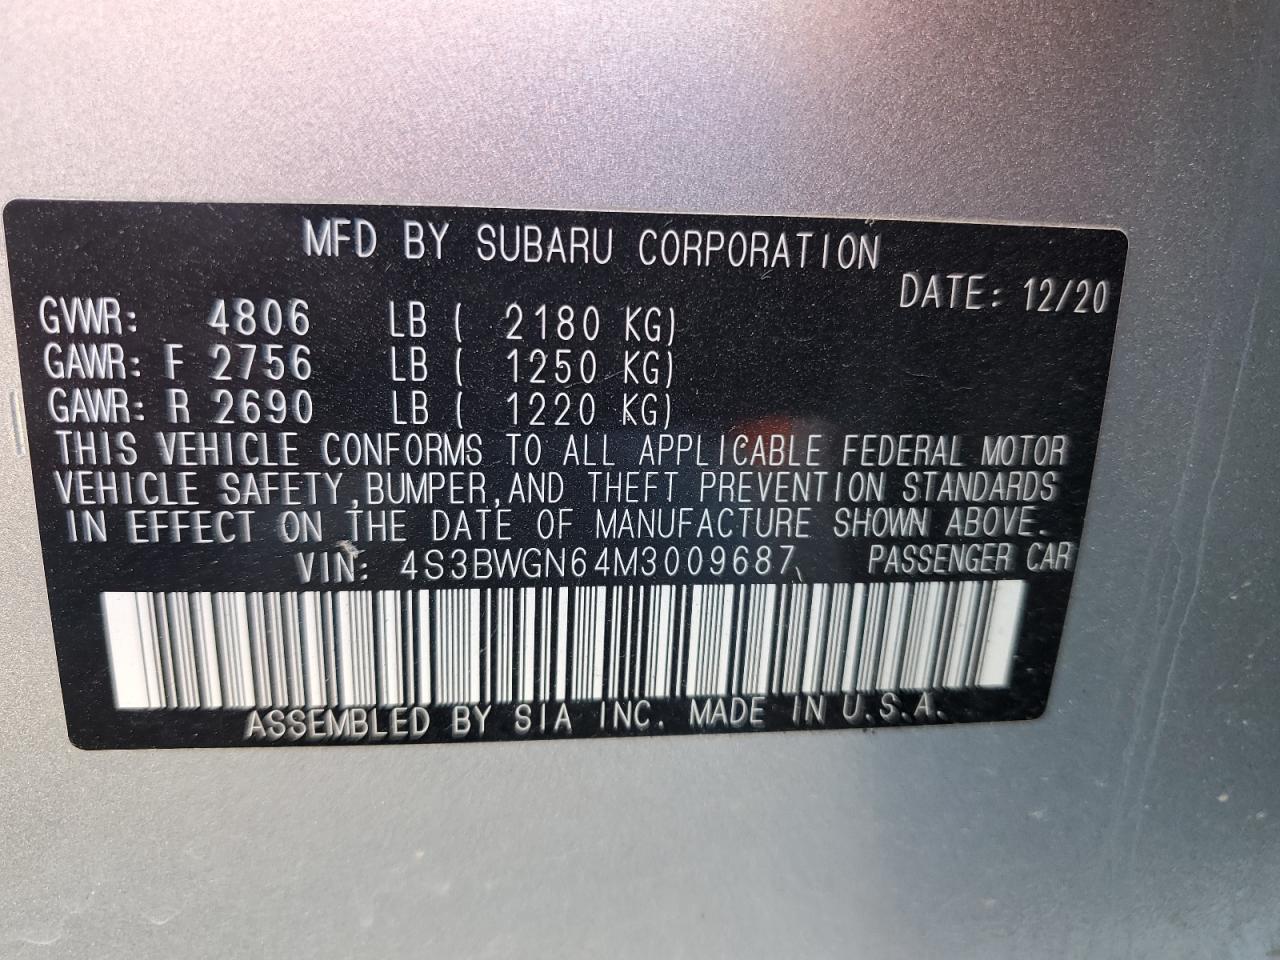 MFD BY SUBARU CORPORATION
DATE: 12/20
GVWR: 4806 LB ( 2180 KG)
GAWR: F 2756 LB ( 1250 KG)
GAWR: R 2690 LB ( 1220 KG)
THIS VEHICLE CONFORMS TO ALL APPLICABLE FEDERAL MOTOR
VEHICLE SAFETY,BUMPER,AND THEFT PREVENTION STANDARDS
IN EFFECT ON THE DATE OF MANUFACTURE SHOWN ABOVE.
VIN: 4S3BWGN64M3009687 PASSENGER CAR
ASSEMBLED BY SIA INC. MADE IN U.S.A.